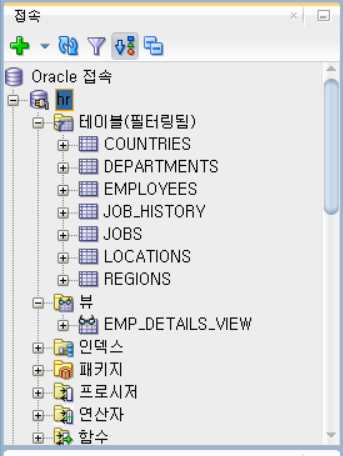 접속
Oracle 접속
hr
테이블(필터링됨)
COUNTRIES
DEPARTMENTS
EMPLOYEES
JOB_HISTORY
JOBS
LOCATIONS
REGIONS
뷰
EMP_DETAILS_VIEW
인덱스
패키지
프로시저
연산자
함수